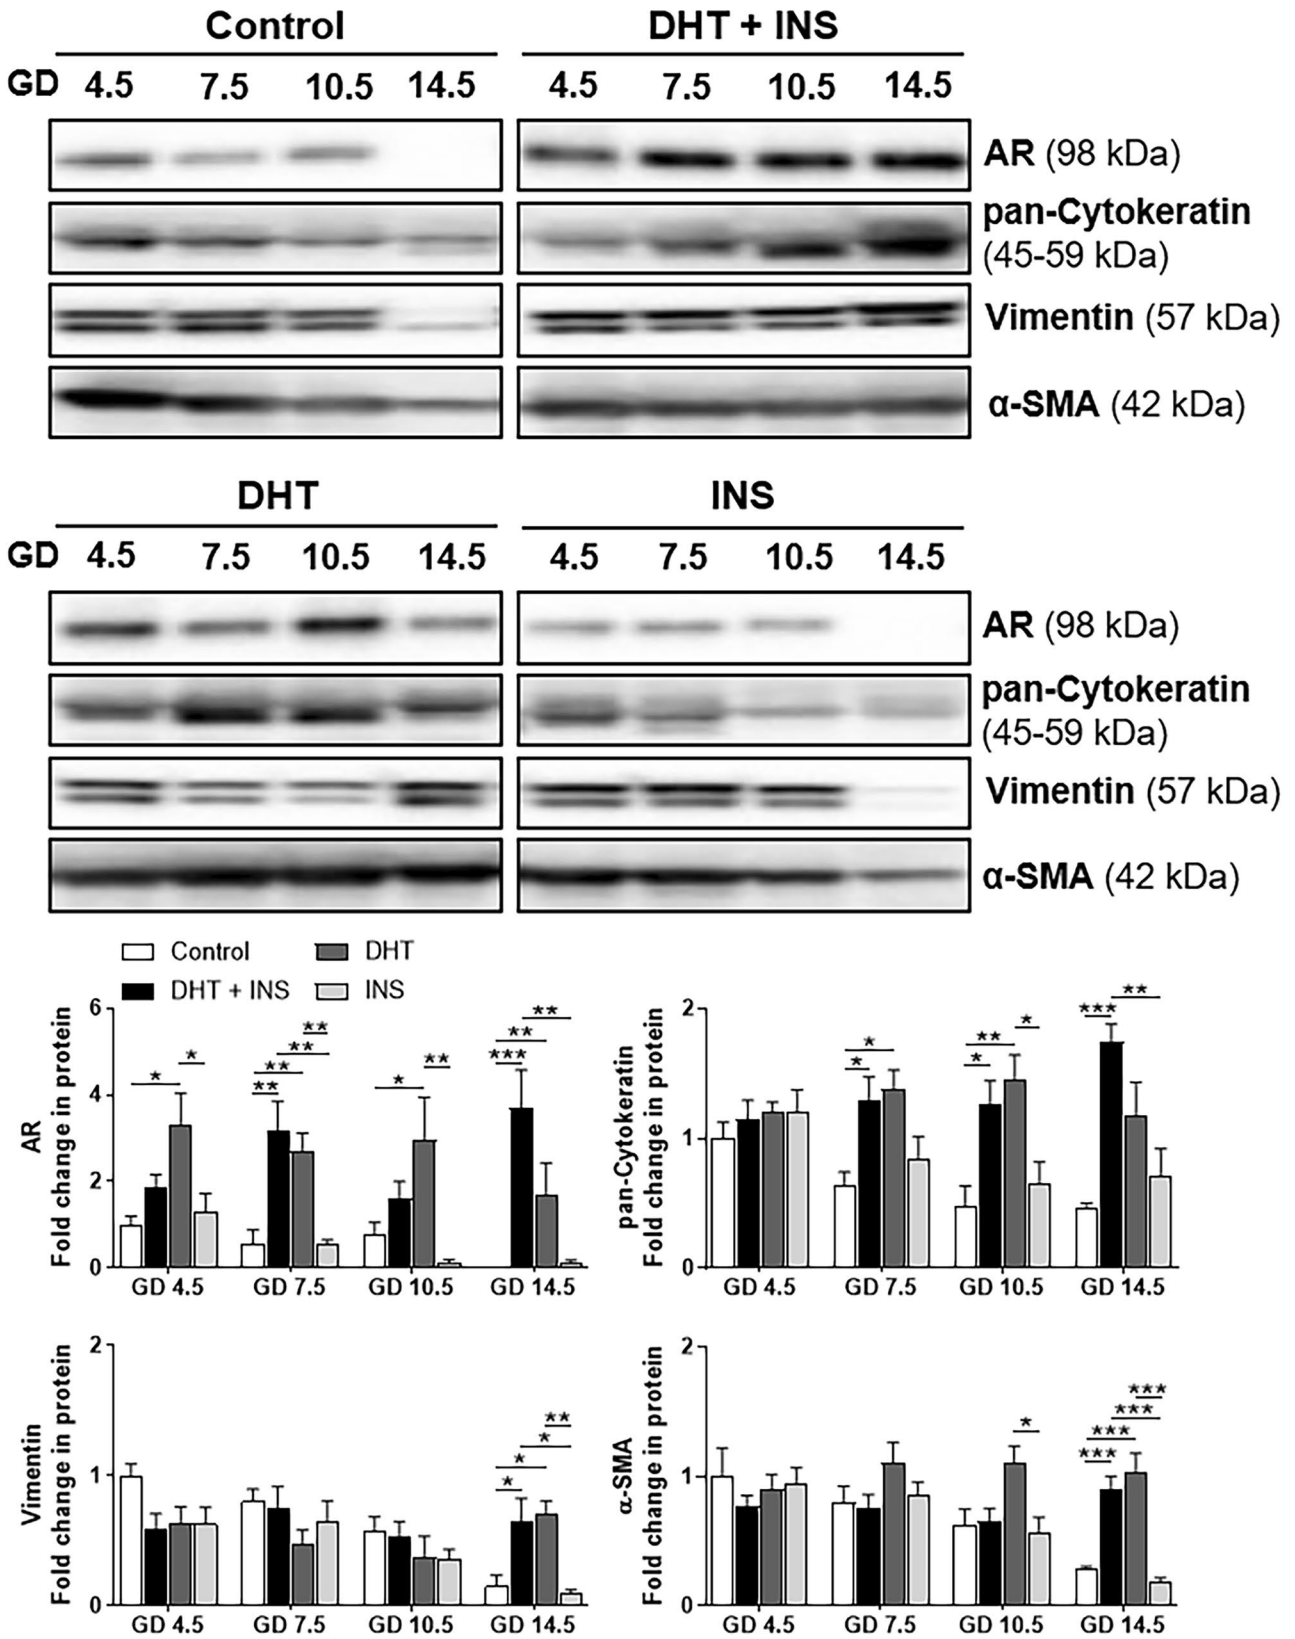 Control DHT + INS
GD 4.5 7.5 10.5 14.5 4.5 7.5 10.5 14.5
AR (98 kDa)
pan-Cytokeratin
(45-59 kDa)
Vimentin (57 kDa)
α-SMA (42 kDa)
DHT INS
GD 4.5 7.5 10.5 14.5 4.5 7.5 10.5 14.5
AR (98 kDa)
pan-Cytokeratin
(45-59 kDa)
Vimentin (57 kDa)
α-SMA (42 kDa)
Control DHT
DHT + INS INS
AR
Fold change in protein
6
4
2
0
* * ** ** ** ** * ** *** ** **
GD 4.5 GD 7.5 GD 10.5 GD 14.5
pan-Cytokeratin
Fold change in protein
2
1
0
* * * ** * *** **
GD 4.5 GD 7.5 GD 10.5 GD 14.5
Vimentin
Fold change in protein
2
1
0
* * * **
GD 4.5 GD 7.5 GD 10.5 GD 14.5
α-SMA
Fold change in protein
2
1
0
* *** *** *** ***
GD 4.5 GD 7.5 GD 10.5 GD 14.5